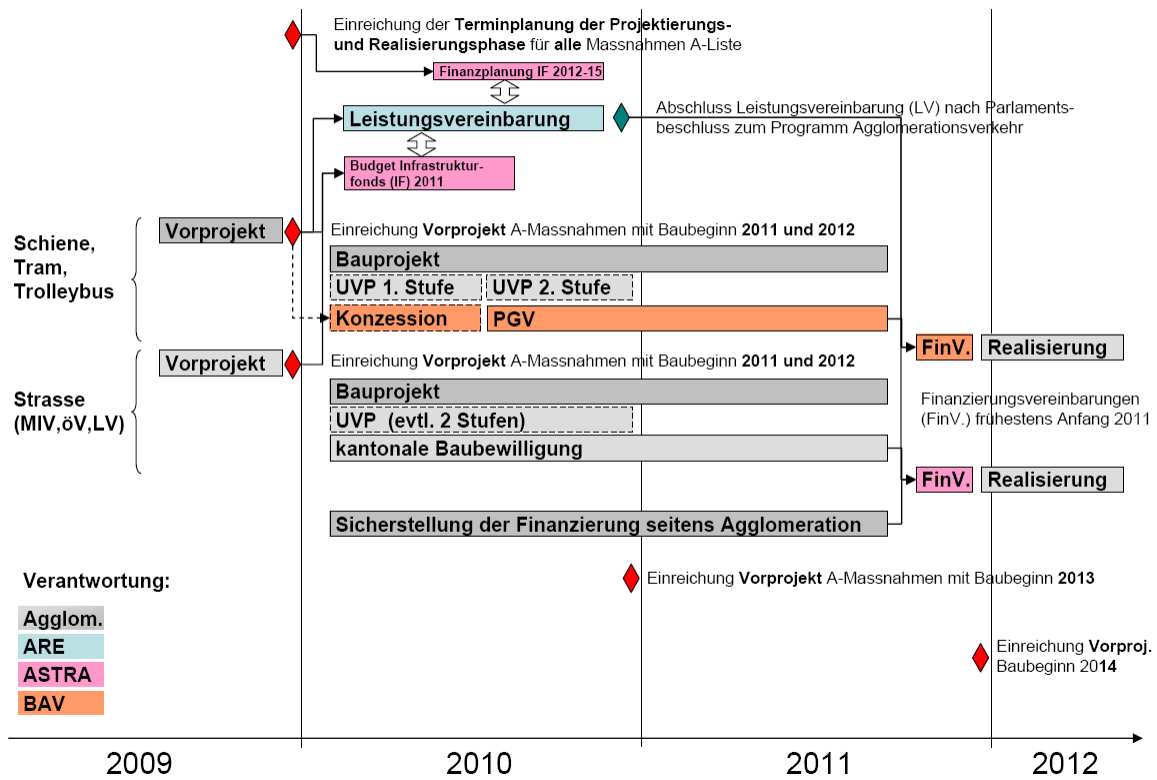 Einreichung der Terminplanung der Projektierungs-
und Realisierungsphase für alle Massnahmen A-Liste
Finanzplanung IF 2012-15
Leistungsvereinbarung
Abschluss Leistungsvereinbarung (LV) nach Parlaments-
beschluss zum Programm Agglomerationsverkehr
Budget Infrastruktur-
fonds (IF) 2011
Schiene,
Tram,
Trolleybus
Vorprojekt
Einreichung Vorprojekt A-Massnahmen mit Baubeginn 2011 und 2012
Bauprojekt
UVP 1. Stufe
UVP 2. Stufe
Konzession
PGV
FinV.
Realisierung
Strasse
(MIV,öV,LV)
Vorprojekt
Einreichung Vorprojekt A-Massnahmen mit Baubeginn 2011 und 2012
Bauprojekt
UVP (evtl. 2 Stufen)
kantonale Baubewilligung
Finanzierungsvereinbarungen
(FinV.) frühestens Anfang 2011
FinV.
Realisierung
Sicherstellung der Finanzierung seitens Agglomeration
Einreichung Vorprojekt A-Massnahmen mit Baubeginn 2013
Einreichung Vorproj.
Baubeginn 2014
Verantwortung:
Agglom.
ARE
ASTRA
BAV
2009
2010
2011
2012